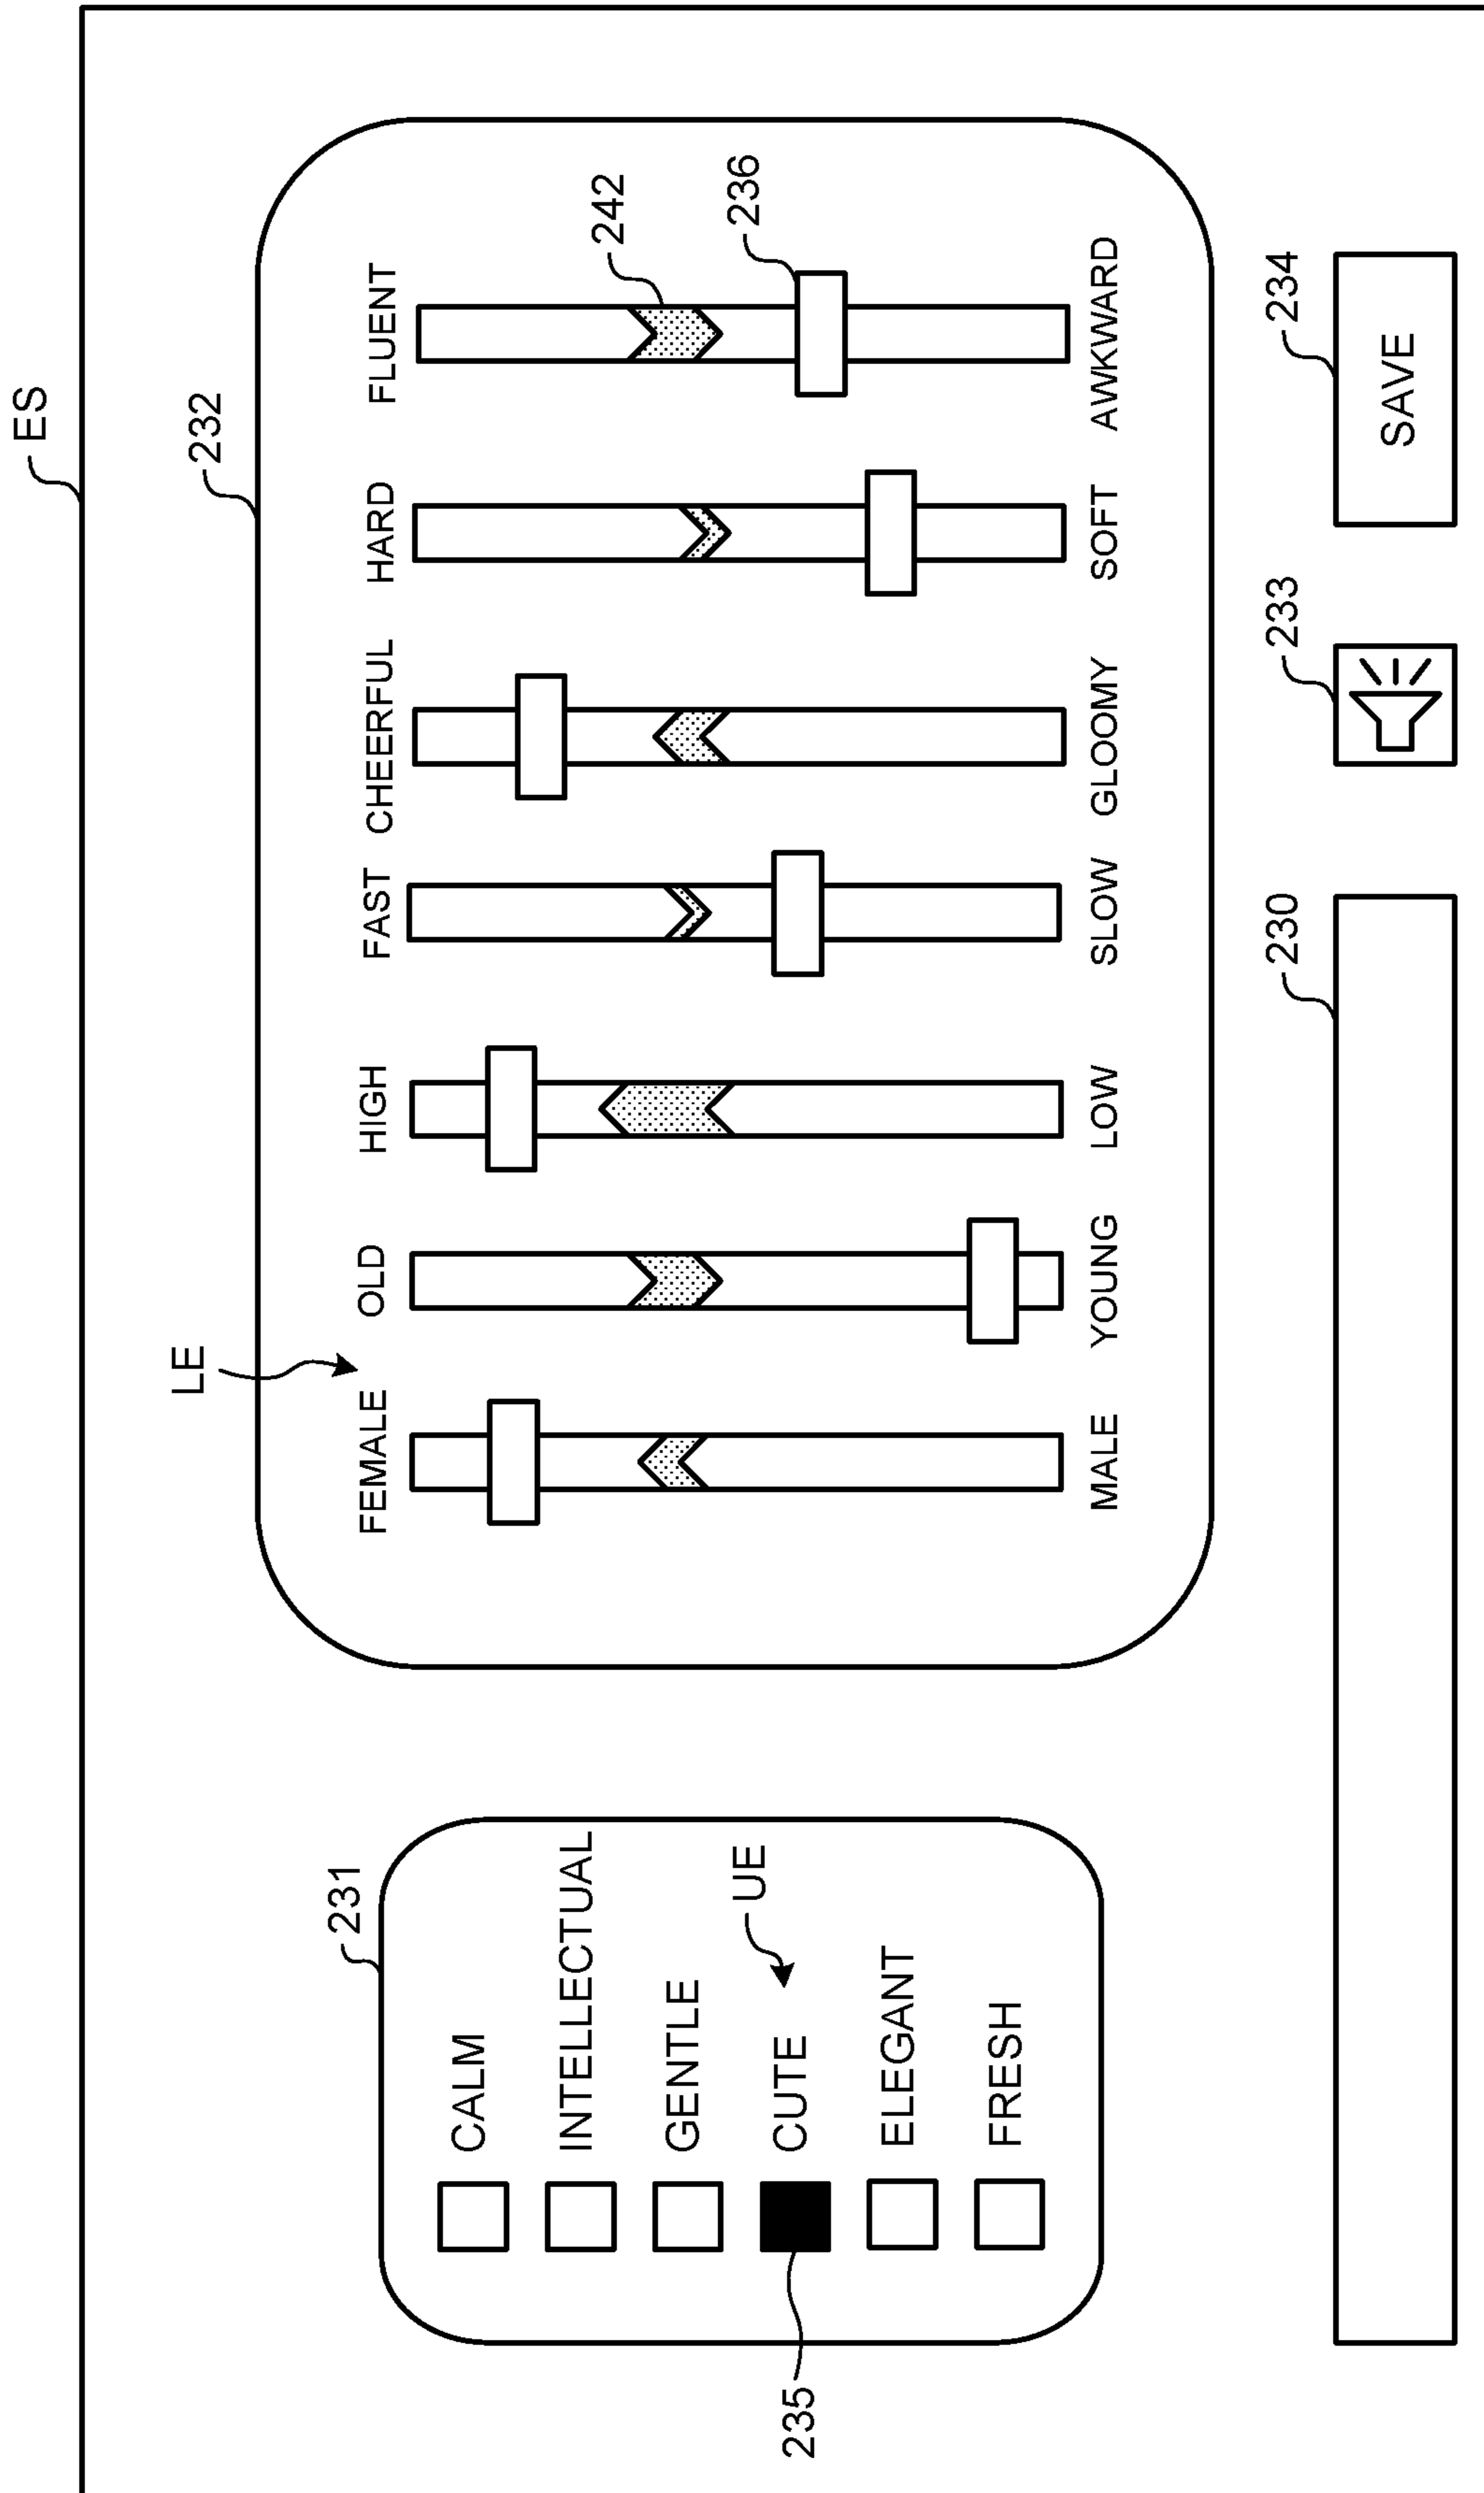 ES
232
LE
231
FEMALE OLD HIGH FAST CHEERFUL HARD FLUENT
CALM
INTELLECTUAL
242
GENTLE
UE
236
CUTE
235
ELEGANT
FRESH
MALE YOUNG LOW SLOW GLOOMY SOFT AWKWARD
230 233 234
SAVE